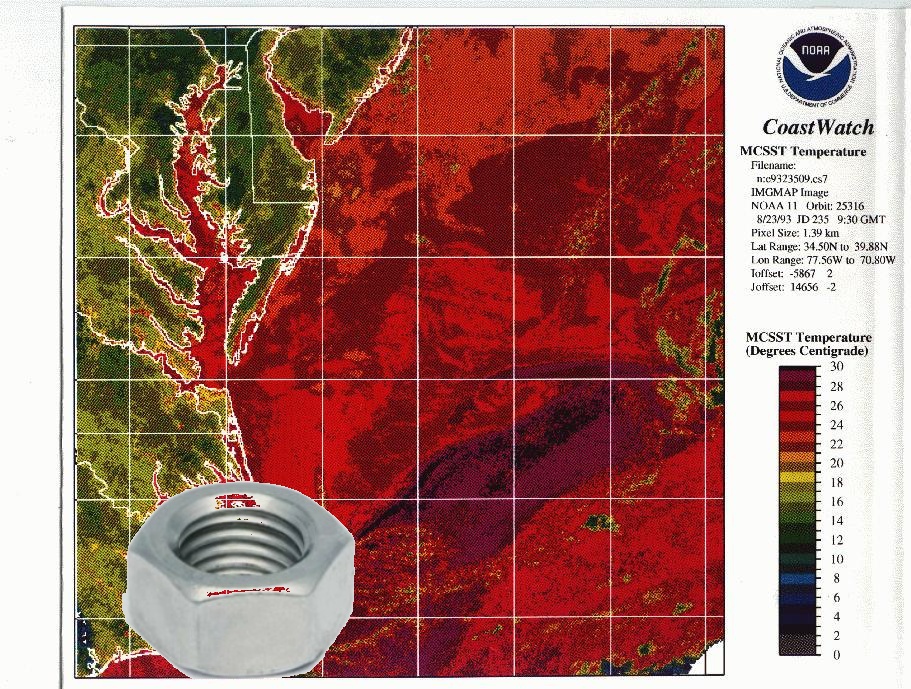 NATIONAL OCEANIC AND ATMOSPHERIC ADMINISTRATION
NOAA
U.S. DEPARTMENT OF COMMERCE
CoastWatch
MCSST Temperature
Filename:
n:c9323509.cs7
IMGMAP Image
NOAA 11 Orbit: 25316
8/23/93 JD 235 9:30 GMT
Pixel Size: 1.39 km
Lat Range: 34.50N to 39.88N
Lon Range: 77.56W to 70.80W
Ioffset: -5867 2
Joffset: 14656 -2
MCSST Temperature
(Degrees Centigrade)
30
28
26
24
22
20
18
16
14
12
10
8
6
4
2
0